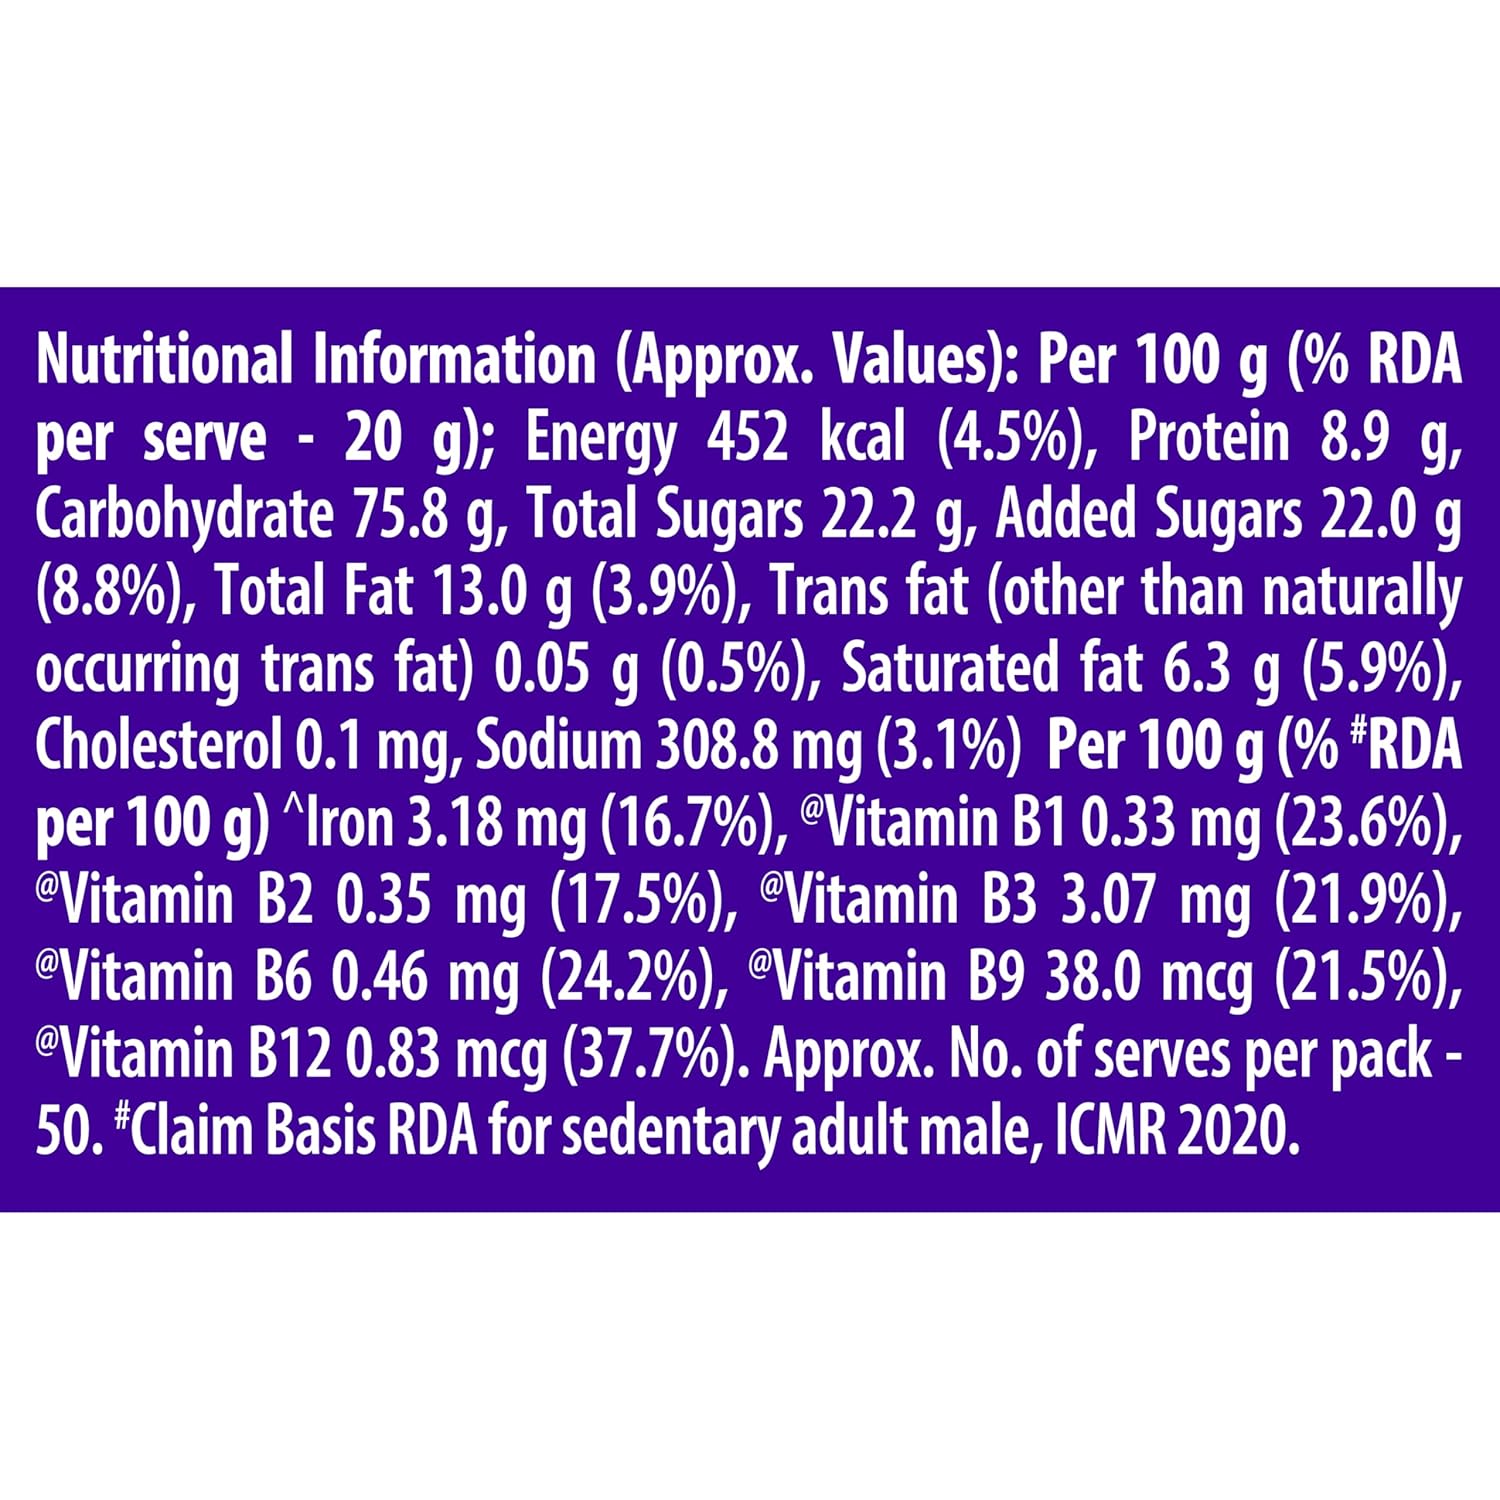 Nutritional Information (Approx. Values): Per 100 g (% RDA
per serve - 20 g); Energy 452 kcal (4.5%), Protein 8.9 g,
Carbohydrate 75.8 g, Total Sugars 22.2 g, Added Sugars 22.0 g
(8.8%), Total Fat 13.0 g (3.9%), Trans fat (other than naturally
occurring trans fat) 0.05 g (0.5%), Saturated fat 6.3 g (5.9%),
Cholesterol 0.1 mg, Sodium 308.8 mg (3.1%) Per 100 g (% #RDA
per 100 g) ^Iron 3.18 mg (16.7%), @Vitamin B1 0.33 mg (23.6%),
@Vitamin B2 0.35 mg (17.5%), @Vitamin B3 3.07 mg (21.9%),
@Vitamin B6 0.46 mg (24.2%), @Vitamin B9 38.0 mcg (21.5%),
@Vitamin B12 0.83 mcg (37.7%). Approx. No. of serves per pack -
50. #Claim Basis RDA for sedentary adult male, ICMR 2020.